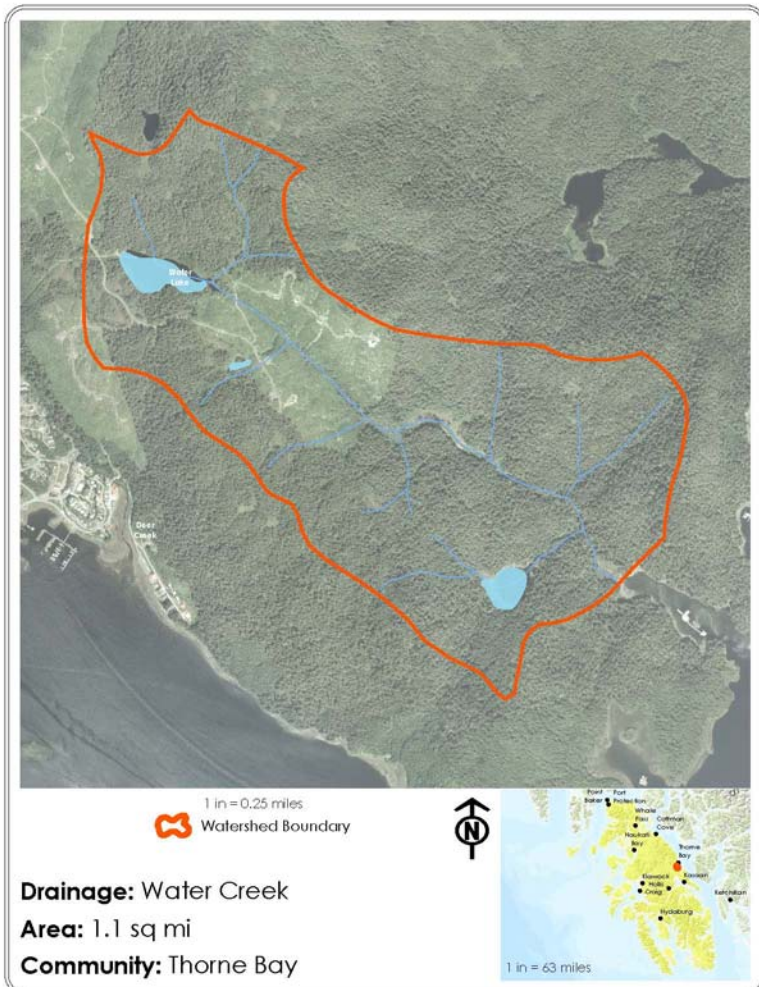 Water
Lake
Deer
Creek
1 in = 0.25 miles
Watershed Boundary
N
Drainage: Water Creek
Area: 1.1 sq mi
Community: Thorne Bay
Point
Baker
Port
Protection
Whale
Pass
Coffman
Cove
Naukati
Bay
Thorne
Bay
Klawock
Kasaan
Hollis
Craig
Ketchikan
Hydaburg
1 in = 63 miles